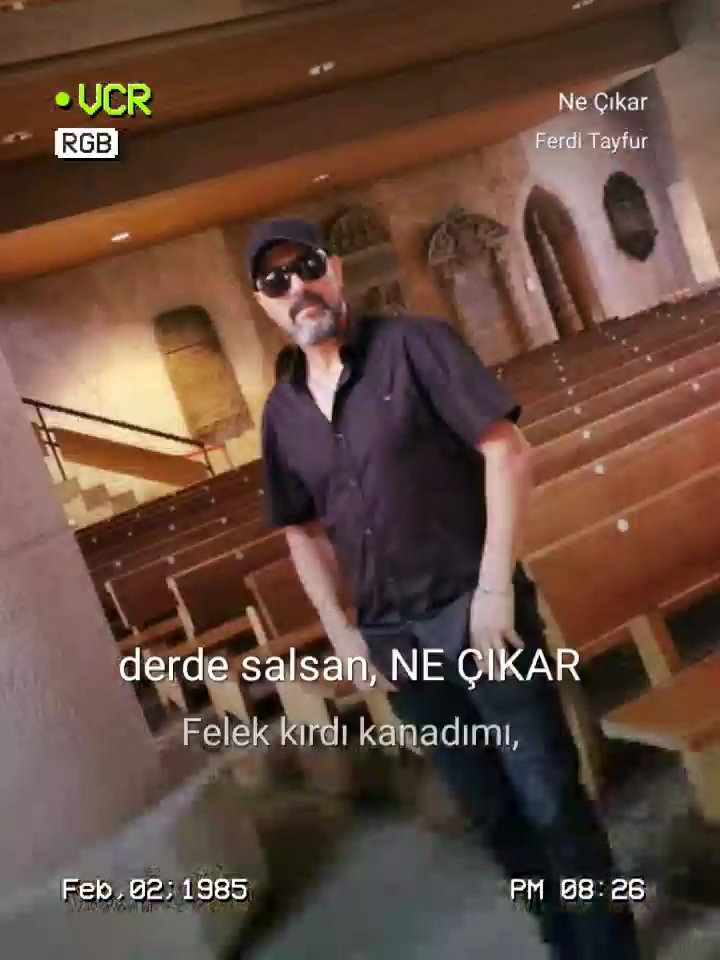 VCR
RGB
Ne Çıkar
Ferdi Tayfur
derde salsan, NE ÇIKAR
Felek kırdı kanadımı,
Feb,02;1985
PM 08:26